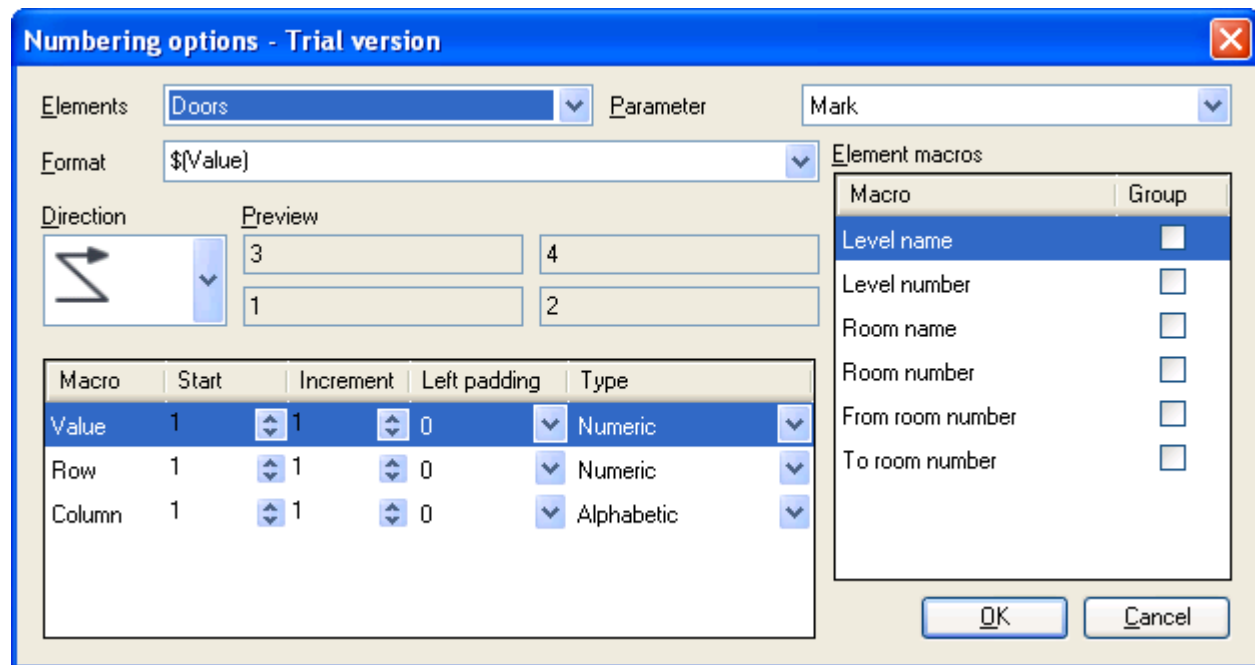 Numbering options - Trial version
Elements Doors Parameter Mark
Format $(Value)
Element macros
Macro Group
Direction Preview
3 4
1 2
Level name
Level number
Room name
Room number
From room number
To room number
Macro Start Increment Left padding Type
Value 1 1 0 Numeric
Row 1 1 0 Numeric
Column 1 1 0 Alphabetic
OK Cancel